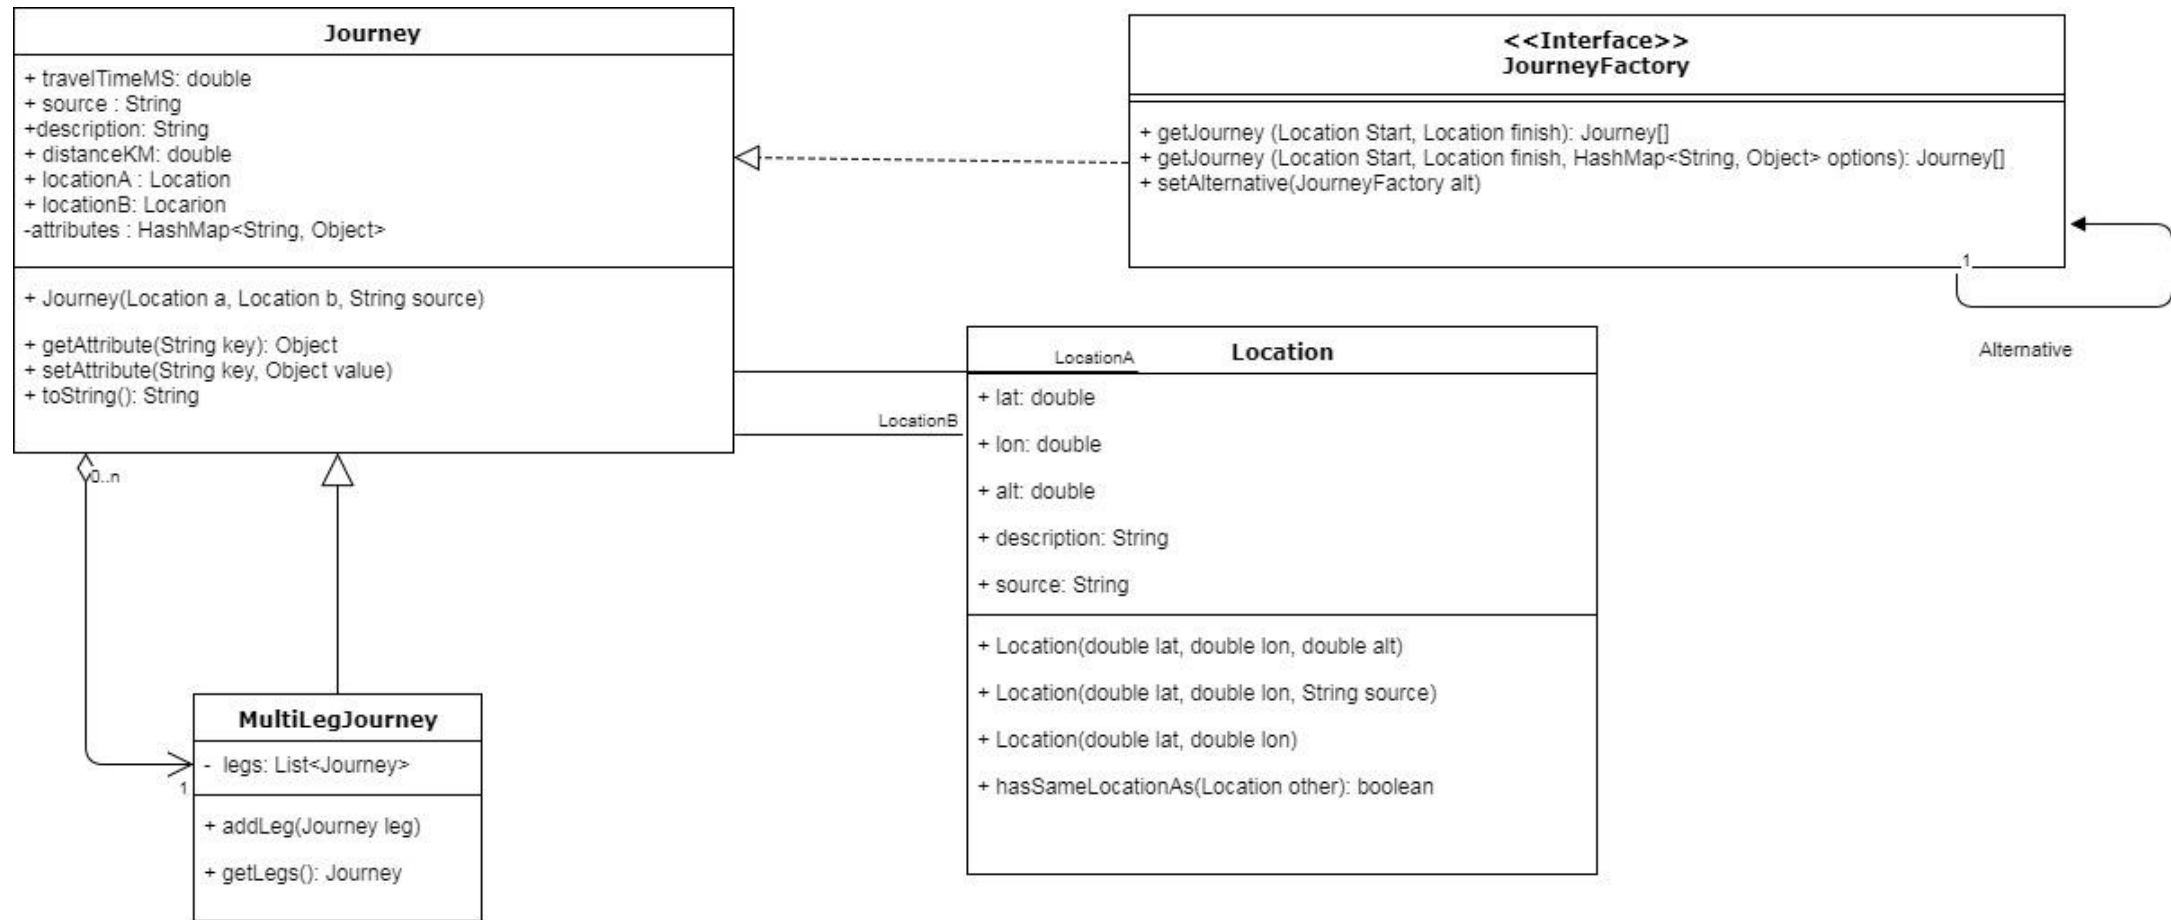 Journey
+ travelTimeMS: double
+ source : String
+description: String
+ distanceKM: double
+ locationA : Location
+ locationB: Locarion
-attributes : HashMap<String, Object>
+ Journey(Location a, Location b, String source)
+ getAttribute(String key): Object
+ setAttribute(String key, Object value)
+ toString(): String
<<Interface>>
JourneyFactory
+ getJourney (Location Start, Location finish): Journey[]
+ getJourney (Location Start, Location finish, HashMap<String, Object> options): Journey[]
+ setAlternative(JourneyFactory alt)
1
Alternative
LocationA
LocationB
Location
+ lat: double
+ lon: double
+ alt: double
+ description: String
+ source: String
+ Location(double lat, double lon, double alt)
+ Location(double lat, double lon, String source)
+ Location(double lat, double lon)
+ hasSameLocationAs(Location other): boolean
0..n
1
MultiLegJourney
- legs: List<Journey>
+ addLeg(Journey leg)
+ getLegs(): Journey